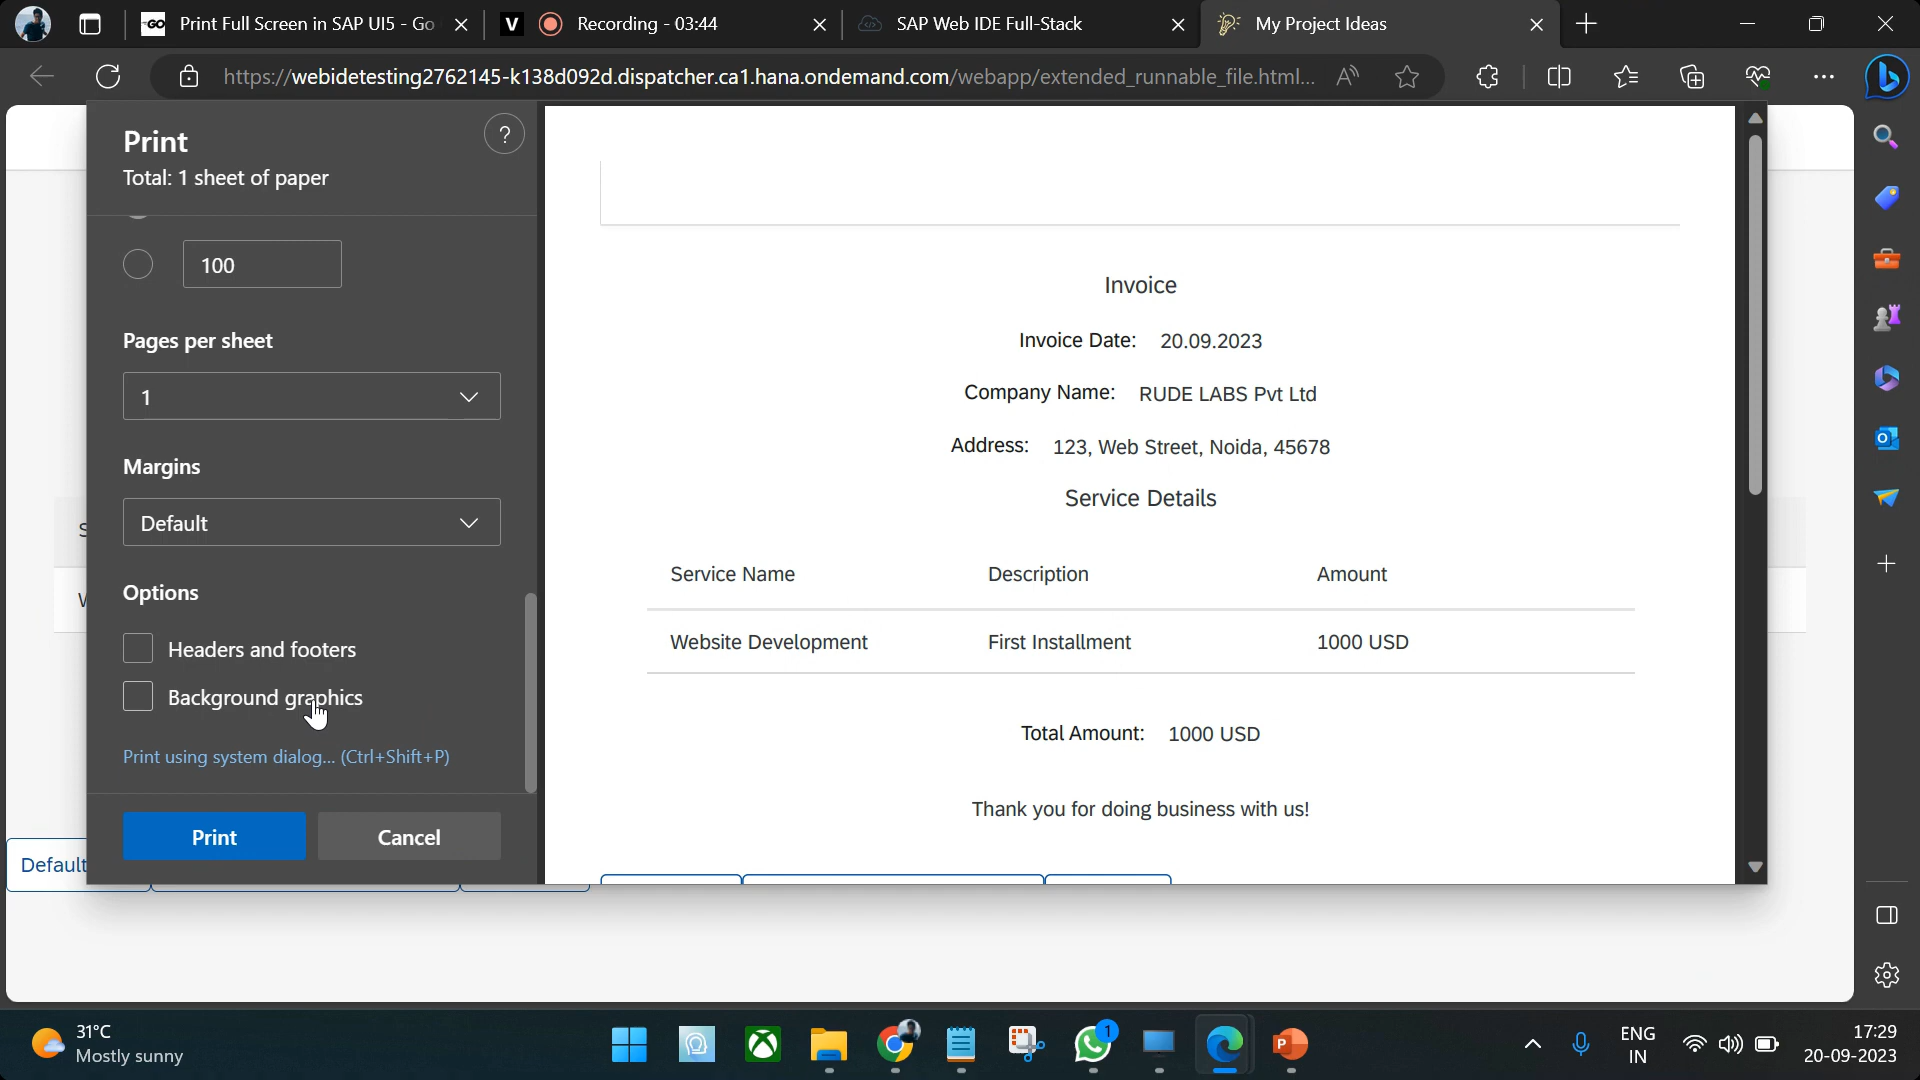 Print Full Screen in SAP UI5 - Go
V
Recording - 03:44
SAP Web IDE Full-Stack
My Project Ideas
https://webidetesting2762145-k138d092d.dispatcher.ca1.hana.ondemand.com/webapp/extended_runnable_file.html...
Print
?
Total: 1 sheet of paper
100
Pages per sheet
1
Margins
Default
Options
Headers and footers
Background graphics
Print using system dialog... (Ctrl+Shift+P)
Print Cancel
Default
Invoice
Invoice Date: 20.09.2023
Company Name: RUDE LABS Pvt Ltd
Address: 123, Web Street, Noida, 45678
Service Details
Service Name Description Amount
Website Development First Installment 1000 USD
Total Amount: 1000 USD
Thank you for doing business with us!
31°C
Mostly sunny
1
ENG
IN
17:29
20-09-2023